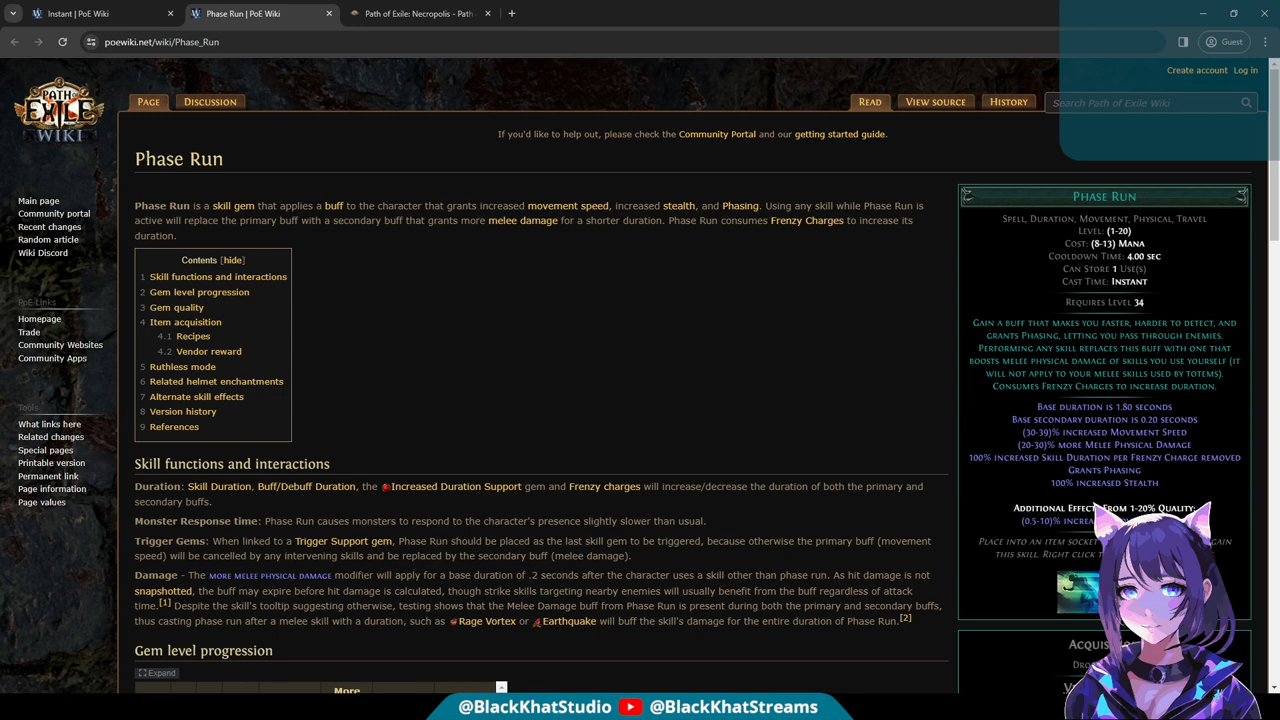 Instant | PoE Wiki
Phase Run | PoE Wiki
Path of Exile: Necropolis - Path
poewiki.net/wiki/Phase_Run
Guest
Create account Log in
PATH OF EXILE WIKI
PAGE DISCUSSION
READ VIEW SOURCE HISTORY
Search Path of Exile Wiki
If you'd like to help out, please check the Community Portal and our getting started guide.
Phase Run
Main page
Community portal
Recent changes
Random article
Wiki Discord
PoE Links
Homepage
Trade
Community Websites
Community Apps
Tools
What links here
Related changes
Special pages
Printable version
Permanent link
Page information
Page values
Phase Run is a skill gem that applies a buff to the character that grants increased movement speed, increased stealth, and Phasing. Using any skill while Phase Run is
active will replace the primary buff with a secondary buff that grants more melee damage for a shorter duration. Phase Run consumes Frenzy Charges to increase its
duration.
Contents [hide]
1 Skill functions and interactions
2 Gem level progression
3 Gem quality
4 Item acquisition
4.1 Recipes
4.2 Vendor reward
5 Ruthless mode
6 Related helmet enchantments
7 Alternate skill effects
8 Version history
9 References
Skill functions and interactions
Duration: Skill Duration, Buff/Debuff Duration, the Increased Duration Support gem and Frenzy charges will increase/decrease the duration of both the primary and
secondary buffs.
Monster Response time: Phase Run causes monsters to respond to the character's presence slightly slower than usual.
Trigger Gems: When linked to a Trigger Support gem, Phase Run should be placed as the last skill gem to be triggered, because otherwise the primary buff (movement
speed) will be cancelled by any intervening skills and be replaced by the secondary buff (melee damage).
Damage - The MORE MELEE PHYSICAL DAMAGE modifier will apply for a base duration of .2 seconds after the character uses a skill other than phase run. As hit damage is not
snapshotted, the buff may expire before hit damage is calculated, though strike skills targeting nearby enemies will usually benefit from the buff regardless of attack
time.[1] Despite the skill's tooltip suggesting otherwise, testing shows that the Melee Damage buff from Phase Run is present during both the primary and secondary buffs,
thus casting phase run after a melee skill with a duration, such as Rage Vortex or Earthquake will buff the skill's damage for the entire duration of Phase Run.[2]
Gem level progression
[Expand
More
PHASE RUN
SPELL, DURATION, MOVEMENT, PHYSICAL, TRAVEL
LEVEL: (1-20)
COST: (8-13) MANA
COOLDOWN TIME: 4.00 SEC
CAN STORE 1 USE(S)
CAST TIME: INSTANT
REQUIRES LEVEL 34
GAIN A BUFF THAT MAKES YOU FASTER, HARDER TO DETECT, AND
GRANTS PHASING, LETTING YOU PASS THROUGH ENEMIES.
PERFORMING ANY SKILL REPLACES THIS BUFF WITH ONE THAT
BOOSTS MELEE PHYSICAL DAMAGE OF SKILLS YOU USE YOURSELF (IT
WILL NOT APPLY TO YOUR MELEE SKILLS USED BY TOTEMS).
CONSUMES FRENZY CHARGES TO INCREASE DURATION.
BASE DURATION IS 1.80 SECONDS
BASE SECONDARY DURATION IS 0.20 SECONDS
(30-39)% INCREASED MOVEMENT SPEED
(20-30)% MORE MELEE PHYSICAL DAMAGE
100% INCREASED SKILL DURATION PER FRENZY CHARGE REMOVED
GRANTS PHASING
100% INCREASED STEALTH
ADDITIONAL EFFECTS FROM 1-20% QUALITY:
(0.5-10)%
PLACE INTO AN ITEM SOCKET
THIS SKILL. RIGHT CLICK
@BlackKhatStudio @BlackKhatStreams